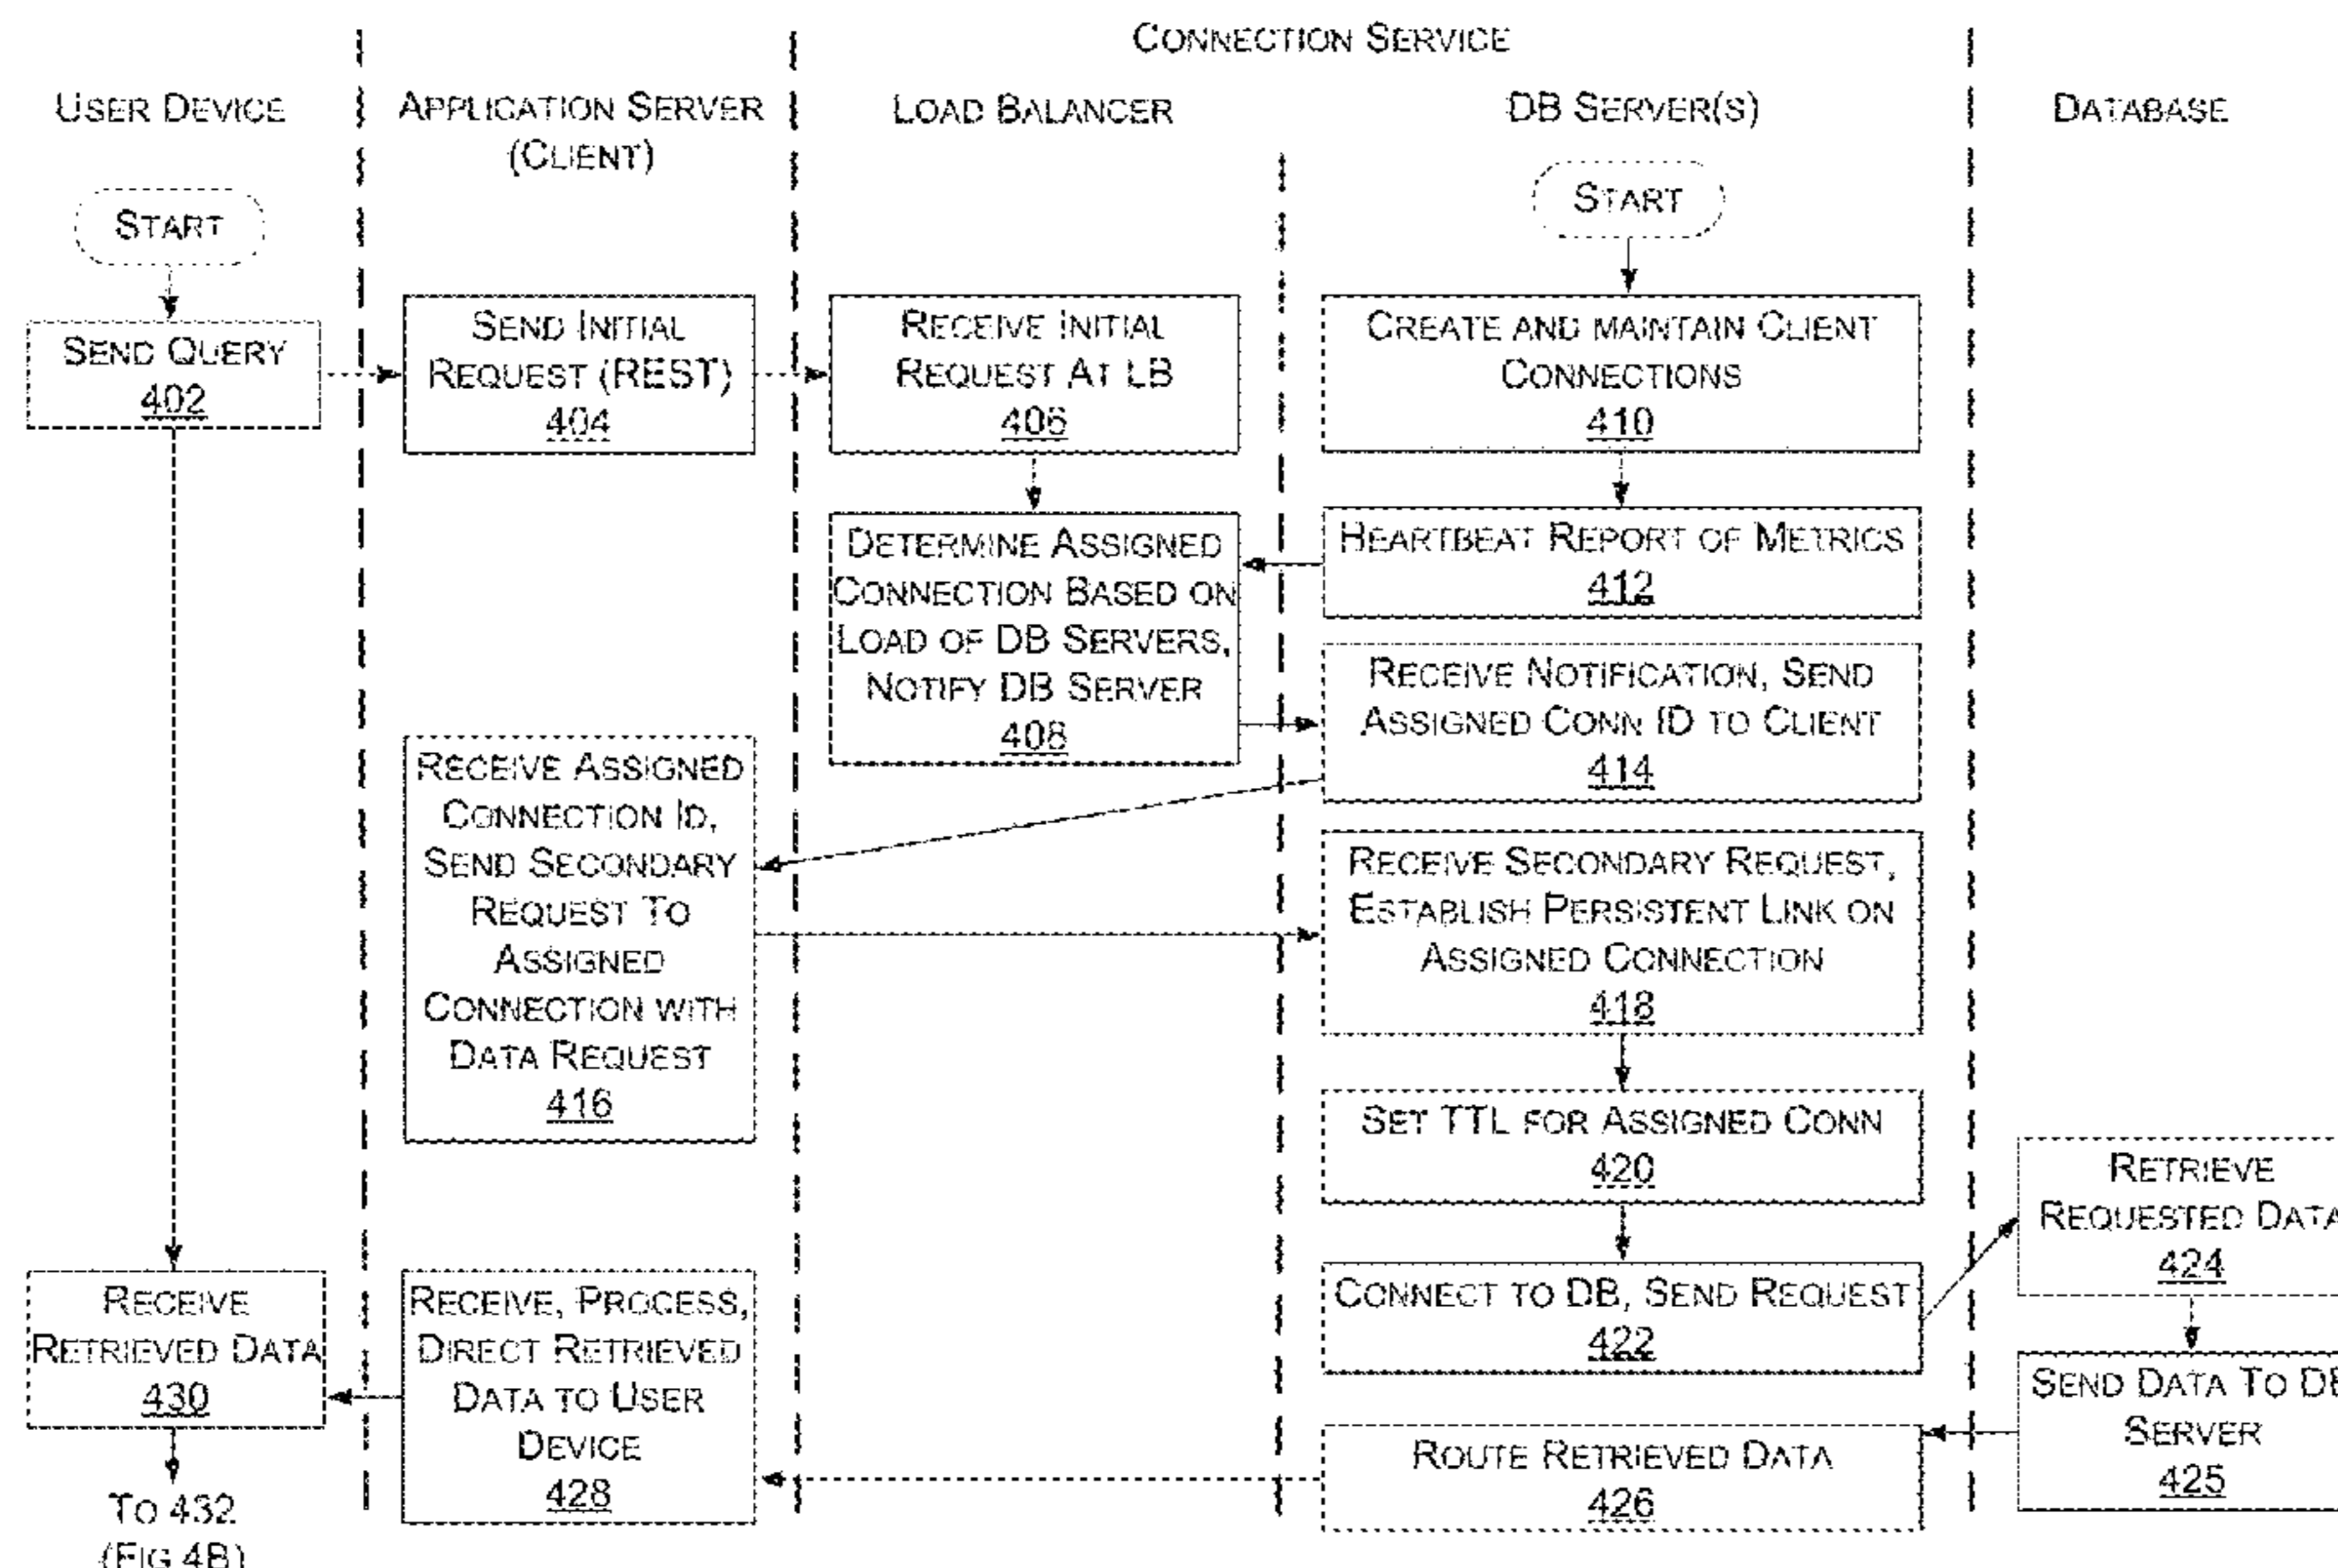 CONNECTION SERVICE
USER DEVICE
APPLICATION SERVER
(CLIENT)
LOAD BALANCER
DB SERVER(S)
DATABASE
START
START
SEND QUERY
402
SEND INITIAL
REQUEST (REST)
404
RECEIVE INITIAL
REQUEST AT LB
406
CREATE AND MAINTAIN CLIENT
CONNECTIONS
410
DETERMINE ASSIGNED
CONNECTION BASED ON
LOAD OF DB SERVERS,
NOTIFY DB SERVER
408
HEARTBEAT REPORT OF METRICS
412
RECEIVE NOTIFICATION, SEND
ASSIGNED CONN ID TO CLIENT
414
RECEIVE ASSIGNED
CONNECTION ID,
SEND SECONDARY
REQUEST TO
ASSIGNED
CONNECTION WITH
DATA REQUEST
416
RECEIVE SECONDARY REQUEST,
ESTABLISH PERSISTENT LINK ON
ASSIGNED CONNECTION
418
SET TTL FOR ASSIGNED CONN
420
CONNECT TO DB, SEND REQUEST
422
RETRIEVE
REQUESTED DATA
424
SEND DATA TO DB
SERVER
425
ROUTE RETRIEVED DATA
426
RECEIVE, PROCESS,
DIRECT RETRIEVED
DATA TO USER
DEVICE
428
RECEIVE
RETRIEVED DATA
430
TO 432
(FIG 4B)